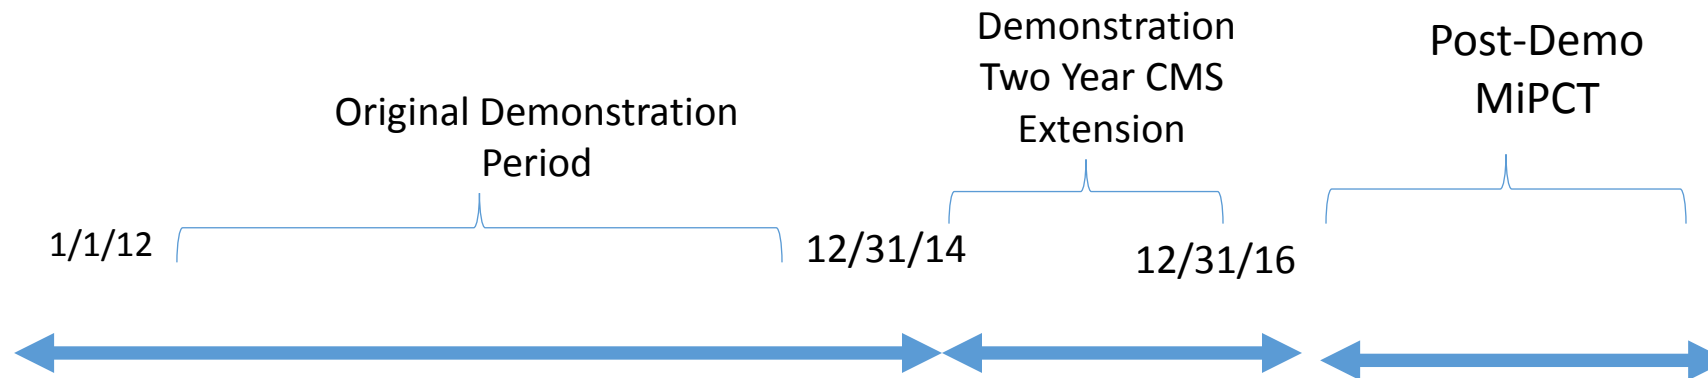 Original Demonstration
Period
Demonstration
Two Year CMS
Extension
Post-Demo
MiPCT
1/1/12
12/31/14
12/31/16